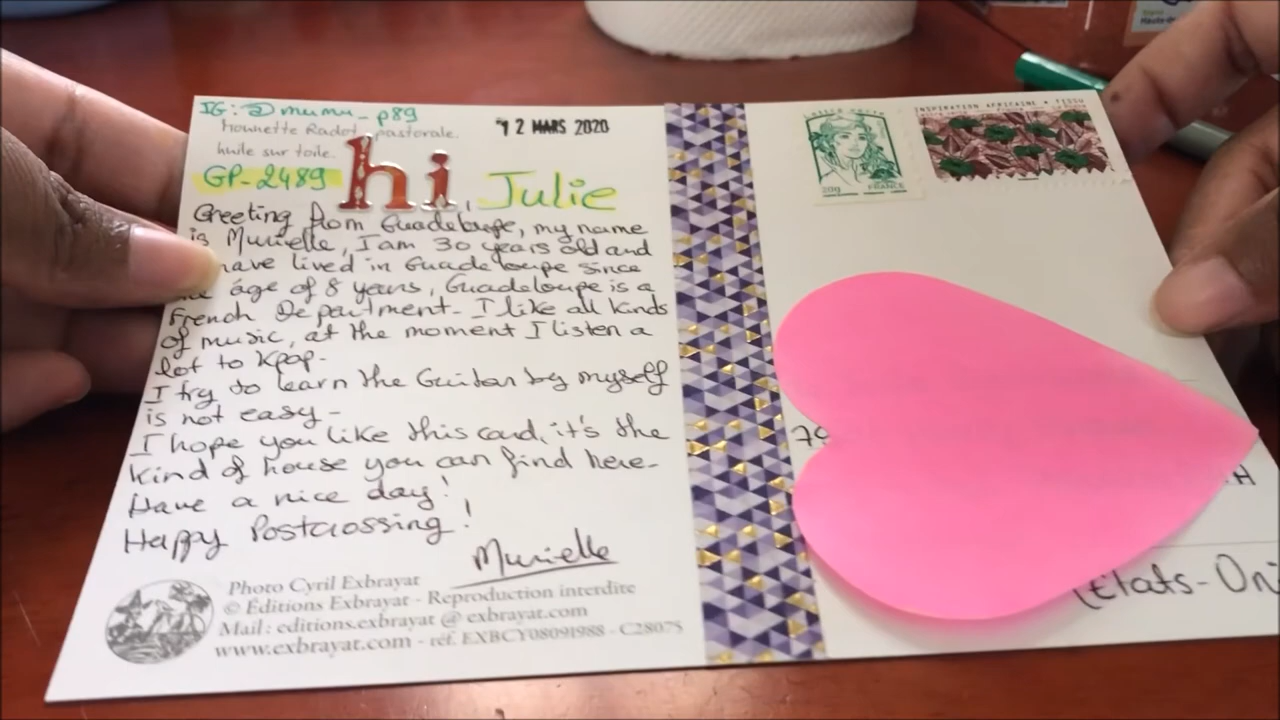 IG: @mumu_p89
Hounette Radot, pastorale.
huile sur toile.
12 MARS 2020
GP-2489
hi, Julie
Greeting from Guadeloupe, my name
is Murielle, I am 30 years old and
have lived in Guadeloupe since
age of 8 years, Guadeloupe is a
French Department. I like all kinds
of music, at the moment I listen a
lot to Kpop-
I try to learn the Guitar by myself
is not easy-
I hope you like this card, it's the
kind of house you can find here-
Have a nice day!
Happy Postcrossing!
Murielle
Photo Cyril Exbrayat
© Éditions Exbrayat - Reproduction interdite
Mail : editions.exbrayat @ exbrayat.com
www.exbrayat.com - réf. EXBCY08091988 - C28075
INSPIRATION AFRICAINE • TISSU
20g
FRANCE
États-Uni